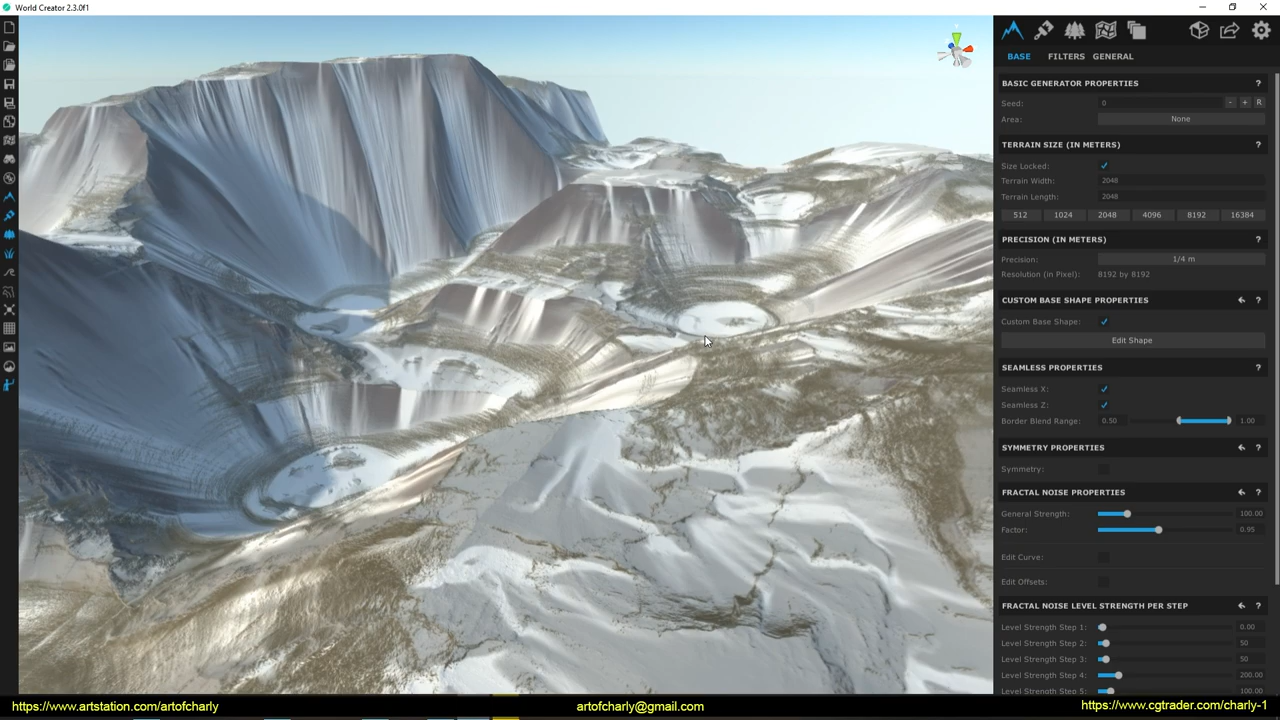 World Creator 2.3.0f1
BASE FILTERS GENERAL
BASIC GENERATOR PROPERTIES ?
Seed: 0 - + R
Area: None
TERRAIN SIZE (IN METERS) ?
Size Locked:
Terrain Width: 2048
Terrain Length: 2048
512 1024 2048 4096 8192 16384
PRECISION (IN METERS) ?
Precision: 1/4 m
Resolution (in Pixel): 8192 by 8192
CUSTOM BASE SHAPE PROPERTIES ?
Custom Base Shape:
Edit Shape
SEAMLESS PROPERTIES ?
Seamless X:
Seamless Z:
Border Blend Range: 0.50 1.00
SYMMETRY PROPERTIES ?
Symmetry:
FRACTAL NOISE PROPERTIES ?
General Strength: 100.00
Factor: 0.95
Edit Curve:
Edit Offsets:
FRACTAL NOISE LEVEL STRENGTH PER STEP ?
Level Strength Step 1: 0.00
Level Strength Step 2: 50
Level Strength Step 3: 50
Level Strength Step 4: 200.00
Level Strength Step 5: 100.00
https://www.artstation.com/artofcharly artofcharly@gmail.com https://www.cgtrader.com/charly-1